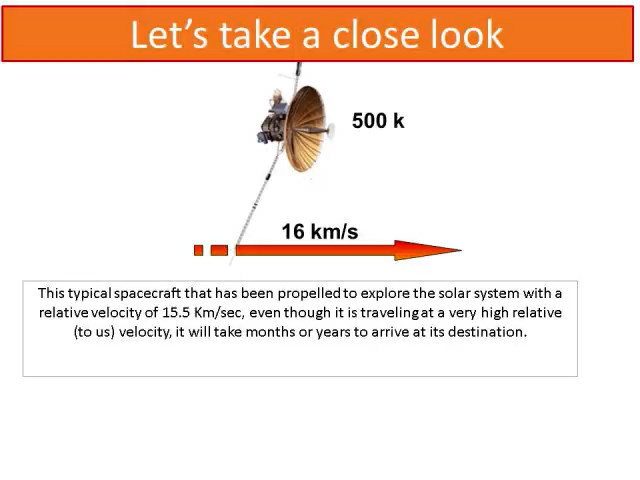 Let's take a close look
500 k
16 km/s
This typical spacecraft that has been propelled to explore the solar system with a
relative velocity of 15.5 Km/sec, even though it is traveling at a very high relative
(to us) velocity, it will take months or years to arrive at its destination.